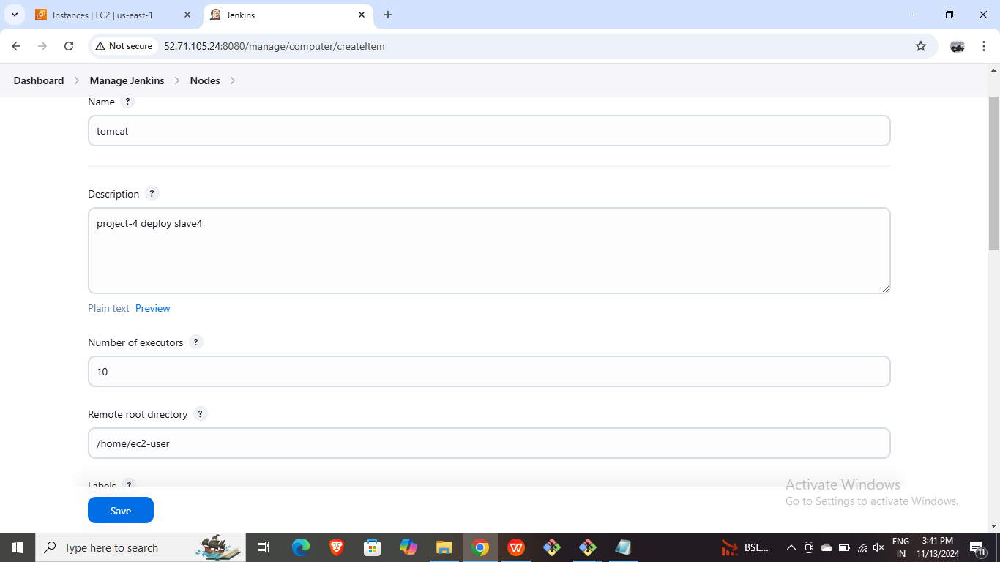 Instances | EC2 | us-east-1
Jenkins
Not secure
52.71.105.24:8080/manage/computer/createItem
Dashboard
Manage Jenkins
Nodes
Name ?
tomcat
Description ?
project-4 deploy slave4
Plain text Preview
Number of executors ?
10
Remote root directory ?
/home/ec2-user
Labels ?
Save
Activate Windows
Go to Settings to activate Windows.
Type here to search
BSE...
ENG
IN
3:41 PM
11/13/2024
11